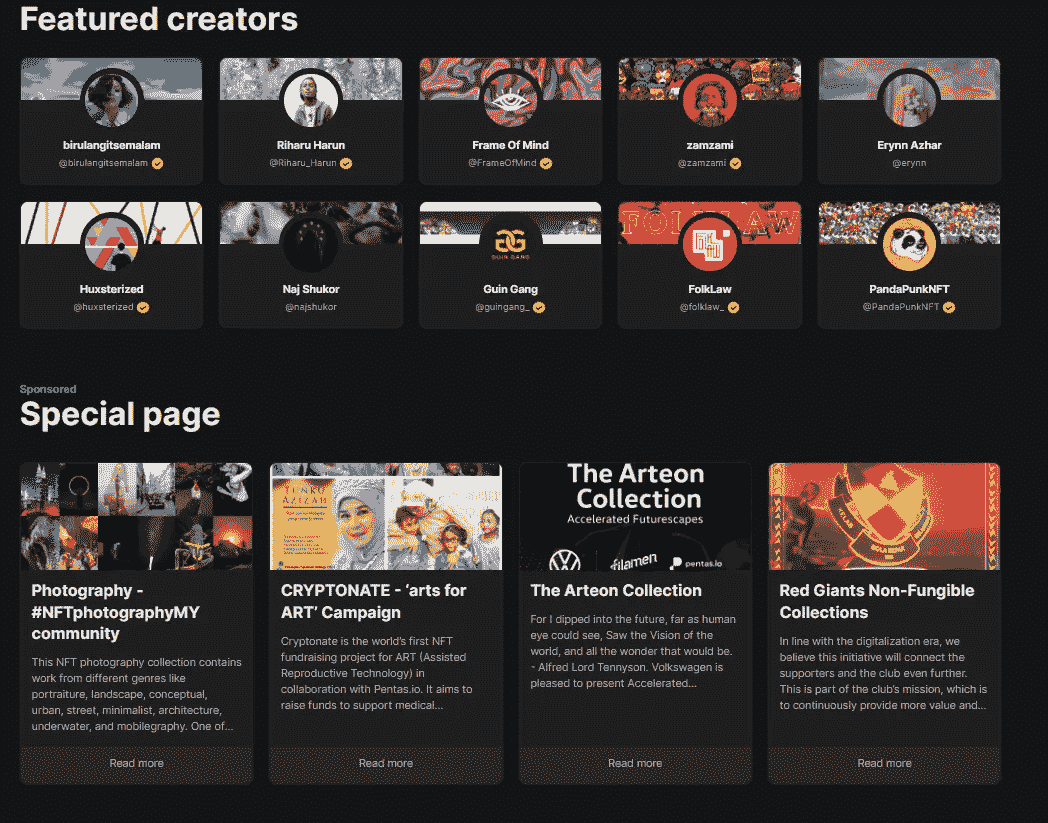 Featured creators
birulangitsemalam
@birulangitsemalam
Riharu Harun
@Riharu_Harun
Frame Of Mind
@FrameOfMind
zamzami
@zamzami
Erynn Azhar
@erynn
GG
GUIN GANG
FOLKLAW
Huxsterized
@huxsterized
Naj Shukor
@najshukor
Guin Gang
@guingang_
FolkLaw
@folklaw_
PandaPunkNFT
@PandaPunkNFT
Sponsored
Special page
TUNKU
AZIZAH
The Arteon
Collection
Accelerated Futurescapes
filamen
pentas.io
Photography -
#NFTphotographyMY
community
This NFT photography collection contains
work from different genres like
portraiture, landscape, conceptual,
urban, street, minimalist, architecture,
underwater, and mobilegraphy. One of...
Read more
CRYPTONATE - ‘arts for
ART’ Campaign
Cryptonate is the world’s first NFT
fundraising project for ART (Assisted
Reproductive Technology) in
collaboration with Pentas.io. It aims to
raise funds to support medical...
Read more
The Arteon Collection
For I dipped into the future, far as human
eye could see, Saw the Vision of the
world, and all the wonder that would be.
- Alfred Lord Tennyson. Volkswagen is
pleased to present Accelerated...
Read more
Red Giants Non-Fungible
Collections
In line with the digitalization era, we
believe this initiative will connect the
supporters and the club even further.
This is part of the club’s mission, which is
to continuously provide more value and...
Read more